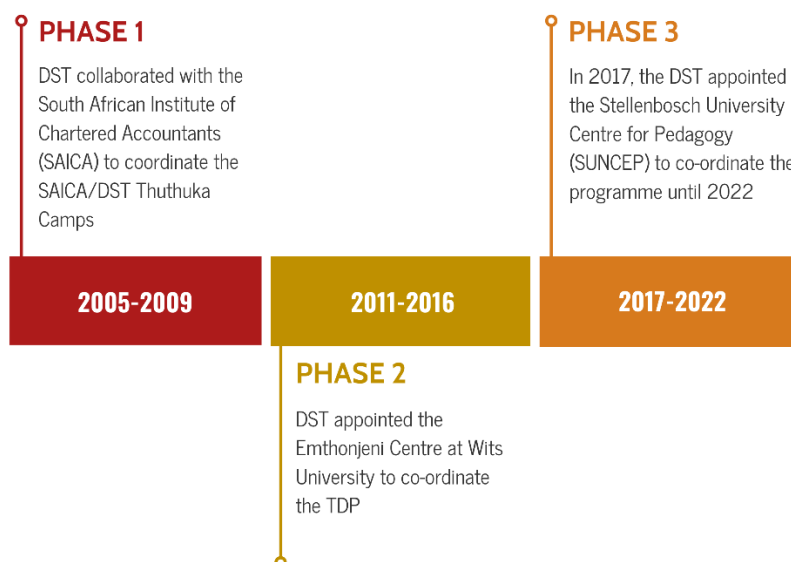 PHASE 1
DST collaborated with the
South African Institute of
Chartered Accountants
(SAICA) to coordinate the
SAICA/DST Thuthuka
Camps
PHASE 3
In 2017, the DST appointed
the Stellenbosch University
Centre for Pedagogy
(SUNCEP) to co-ordinate the
programme until 2022
2005-2009
2011-2016
2017-2022
PHASE 2
DST appointed the
Emthonjeni Centre at Wits
University to co-ordinate
the TDP